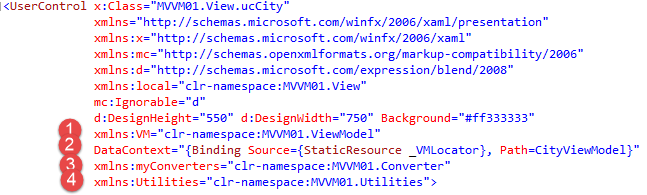 <UserControl x:Class="MVVM01.View.ucCity"
xmlns="http://schemas.microsoft.com/winfx/2006/xaml/presentation"
xmlns:x="http://schemas.microsoft.com/winfx/2006/xaml"
xmlns:mc="http://schemas.openxmlformats.org/markup-compatibility/2006"
xmlns:d="http://schemas.microsoft.com/expression/blend/2008"
xmlns:local="clr-namespace:MVVM01.View"
mc:Ignorable="d"
d:DesignHeight="550" d:DesignWidth="750" Background="#ff333333"
1 xmlns:VM="clr-namespace:MVVM01.ViewModel"
2 DataContext="{Binding Source={StaticResource _VMLocator}, Path=CityViewModel}"
3 xmlns:myConverters="clr-namespace:MVVM01.Converter"
4 xmlns:Utilities="clr-namespace:MVVM01.Utilities">